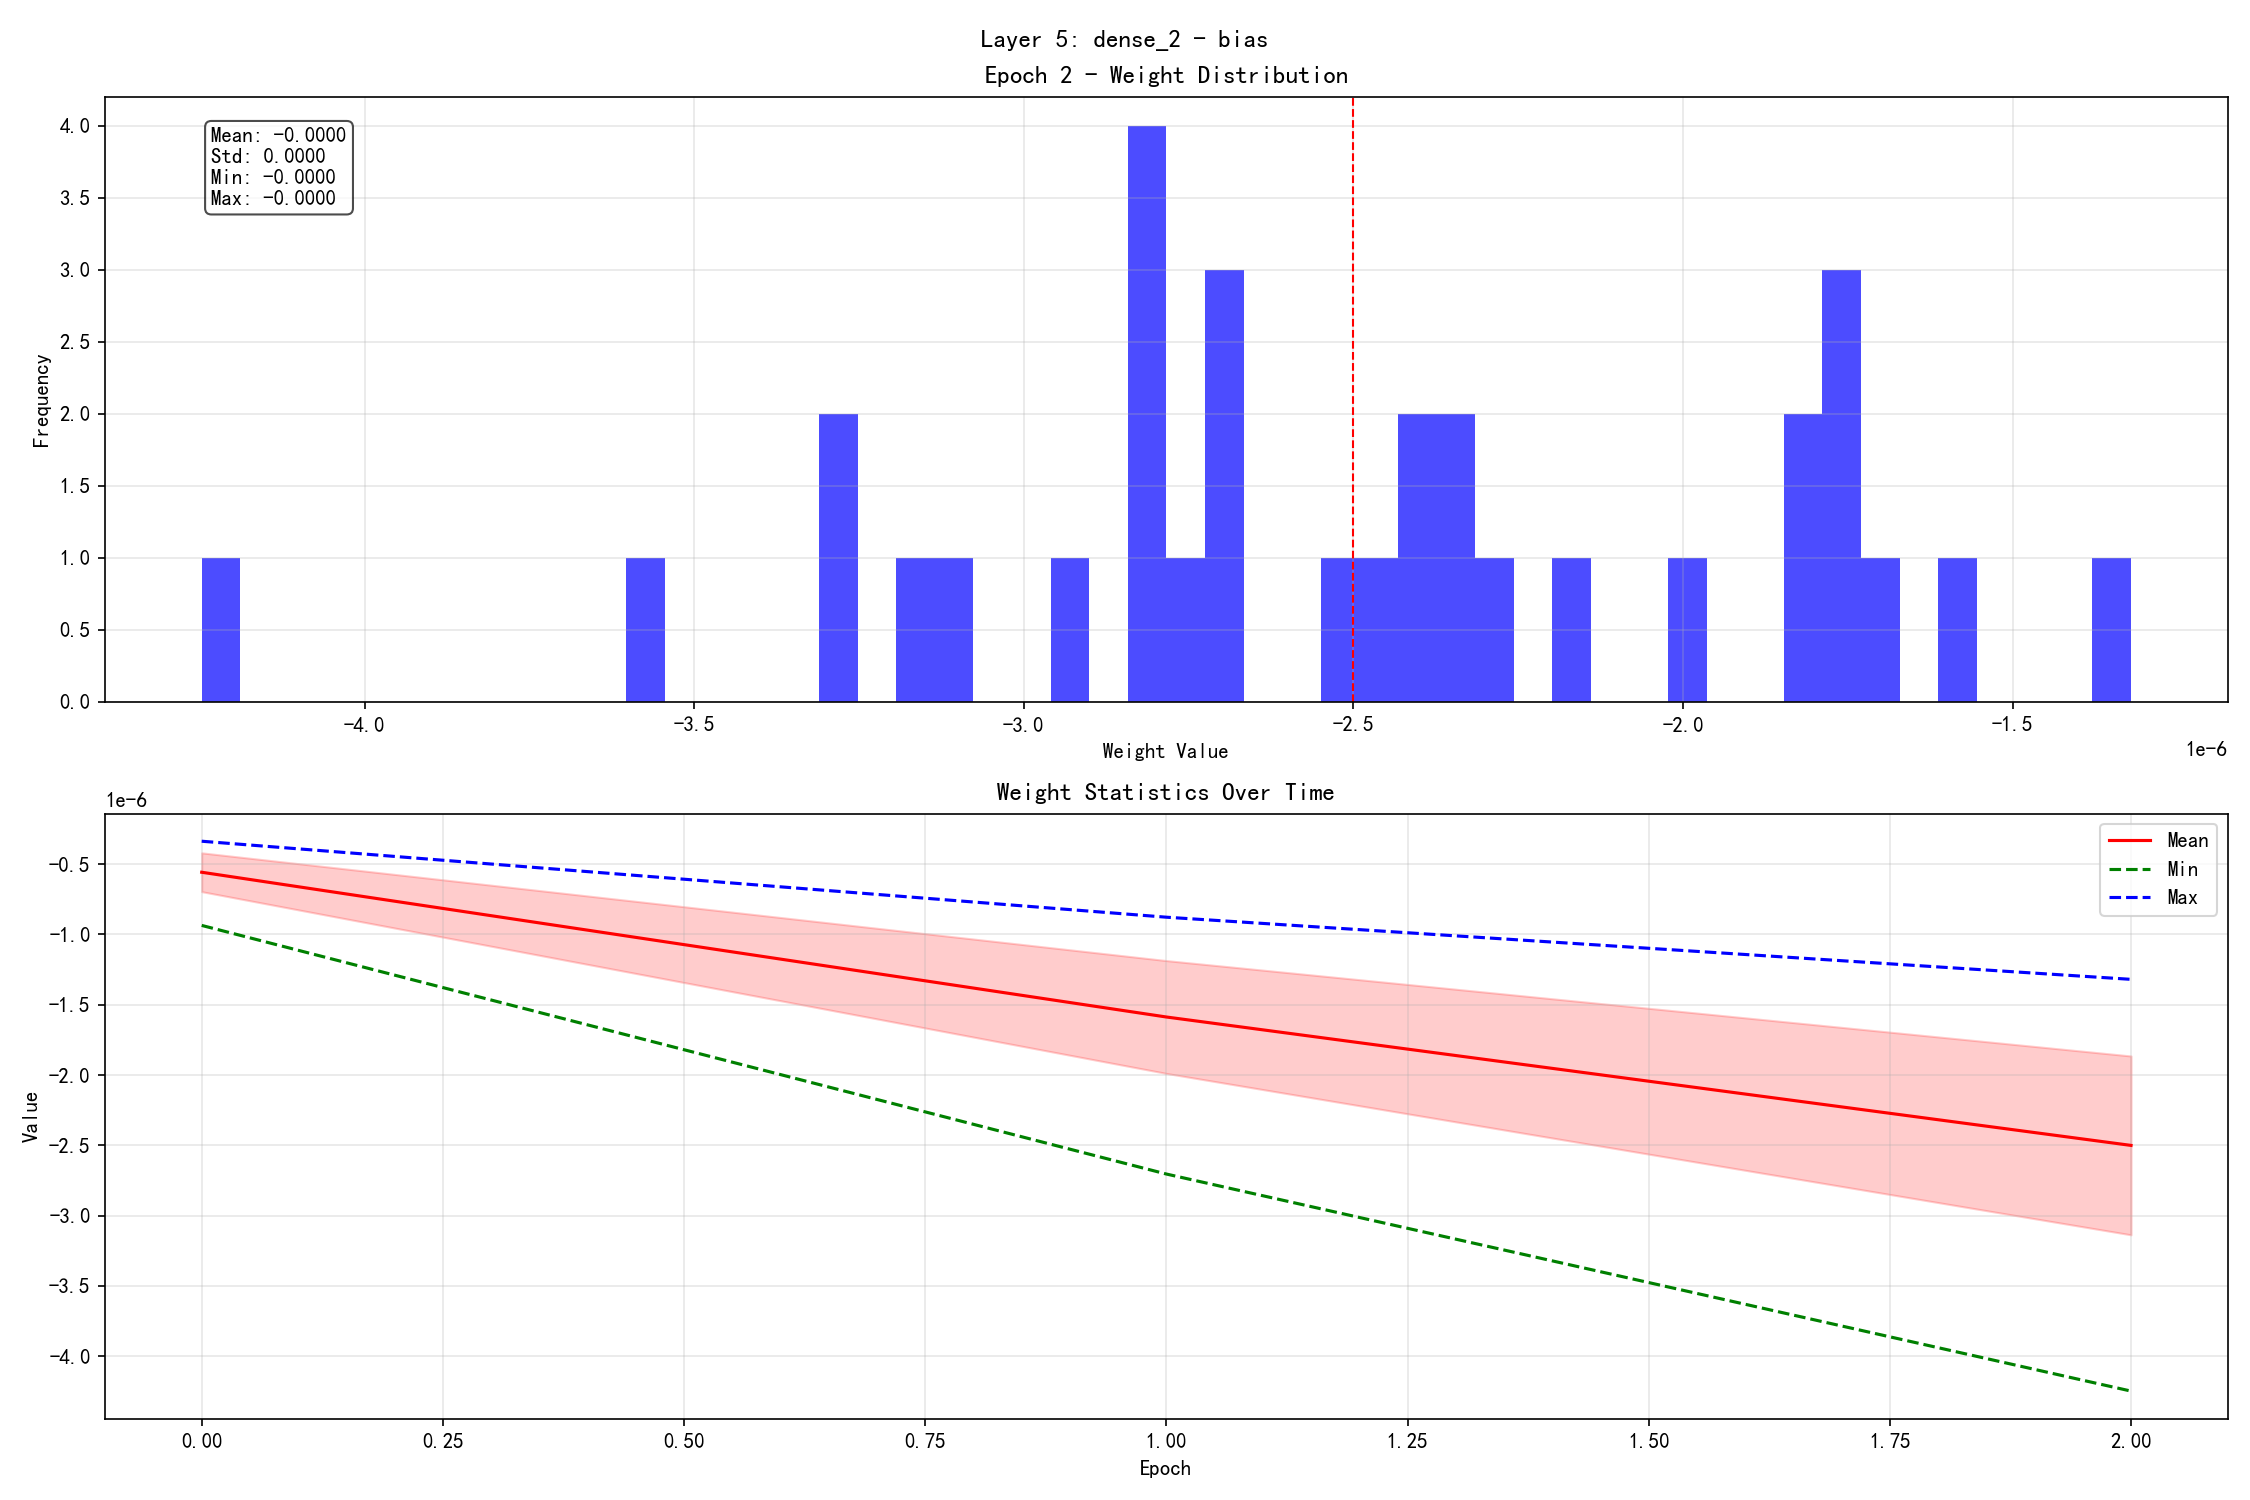 Layer 5: dense_2 − bias
Epoch 2 − Weight Distribution
Mean: −0.0000
Std: 0.0000
Min: −0.0000
Max: −0.0000
4.0
3.5
3.0
2.5
2.0
1.5
1.0
0.5
0.0
Frequency
−4.0 −3.5 −3.0 −2.5 −2.0 −1.5
1e−6
Weight Value
Weight Statistics Over Time
1e−6
Mean
Min
Max
−0.5
−1.0
−1.5
−2.0
−2.5
−3.0
−3.5
−4.0
Value
0.00 0.25 0.50 0.75 1.00 1.25 1.50 1.75 2.00
Epoch